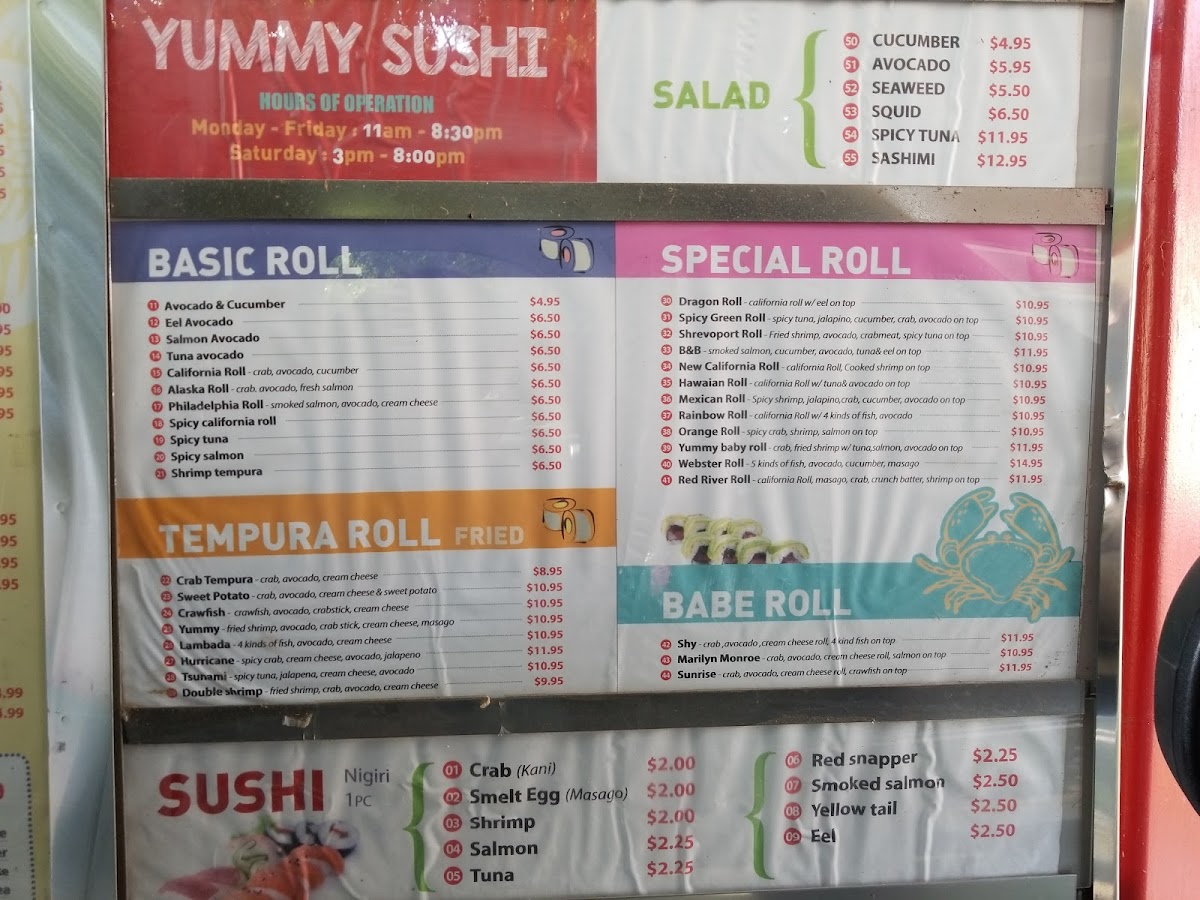 YUMMY SUSHI
HOURS OF OPERATION
Monday - Friday : 11am - 8:30pm
Saturday : 3pm - 8:00pm
SALAD
50 CUCUMBER $4.95
51 AVOCADO $5.95
52 SEAWEED $5.50
53 SQUID $6.50
54 SPICY TUNA $11.95
55 SASHIMI $12.95
BASIC ROLL
11 Avocado & Cucumber $4.95
12 Eel Avocado $6.50
13 Salmon Avocado $6.50
14 Tuna avocado $6.50
15 California Roll - crab, avocado, cucumber $6.50
16 Alaska Roll - crab. avocado, fresh salmon $6.50
17 Philadelphia Roll - smoked salmon, avocado, cream cheese $6.50
18 Spicy california roll $6.50
19 Spicy tuna $6.50
20 Spicy salmon $6.50
21 Shrimp tempura $6.50
TEMPURA ROLL FRIED
22 Crab Tempura - crab, avocado, cream cheese $8.95
23 Sweet Potato - crab, avocado, cream cheese & sweet potato $10.95
24 Crawfish - crawfish, avocado, crabstick, cream cheese $10.95
25 Yummy - fried shrimp, avocado, crab stick, cream cheese, masago $10.95
26 Lambada - 4 kinds of fish, avocado, cream cheese $10.95
27 Hurricane - spicy crab, cream cheese, avocado, jalapeno $11.95
28 Tsunami - spicy tuna, jalapena, cream cheese, avocado $10.95
29 Double shrimp - fried shrimp, crab, avocado, cream cheese $9.95
SPECIAL ROLL
30 Dragon Roll - california roll w/ eel on top $10.95
31 Spicy Green Roll - spicy tuna, jalapino, cucumber, crab, avocado on top $10.95
32 Shrevoport Roll - Fried shrimp, avocado, crabmeat, spicy tuna on top $10.95
33 B&B - smoked salmon, cucumber, avocado, tuna& eel on top $11.95
34 New California Roll - california Roll, Cooked shrimp on top $10.95
35 Hawaian Roll - california Roll w/ tuna& avocado on top $10.95
36 Mexican Roll - Spicy shrimp, jalapino,crab, cucumber, avocado on top $10.95
37 Rainbow Roll - california Roll w/ 4 kinds of fish, avocado $10.95
38 Orange Roll - spicy crab, shrimp, salmon on top $10.95
39 Yummy baby roll - crab, fried shrimp w/ tuna,salmon, avocado on top $11.95
40 Webster Roll - 5 kinds of fish, avocado, cucumber, masago $14.95
41 Red River Roll - california Roll, masago, crab, crunch batter, shrimp on top $11.95
BABE ROLL
42 Shy - crab ,avocado ,cream cheese roll, 4 kind fish on top $11.95
43 Marilyn Monroe - crab, avocado, cream cheese roll, salmon on top $10.95
44 Sunrise - crab, avocado, cream cheese roll, crawfish on top $11.95
SUSHI Nigiri
1PC
01 Crab (Kani) $2.00
02 Smelt Egg (Masago) $2.00
03 Shrimp $2.00
04 Salmon $2.25
05 Tuna $2.25
06 Red snapper $2.25
07 Smoked salmon $2.50
08 Yellow tail $2.50
09 Eel $2.50